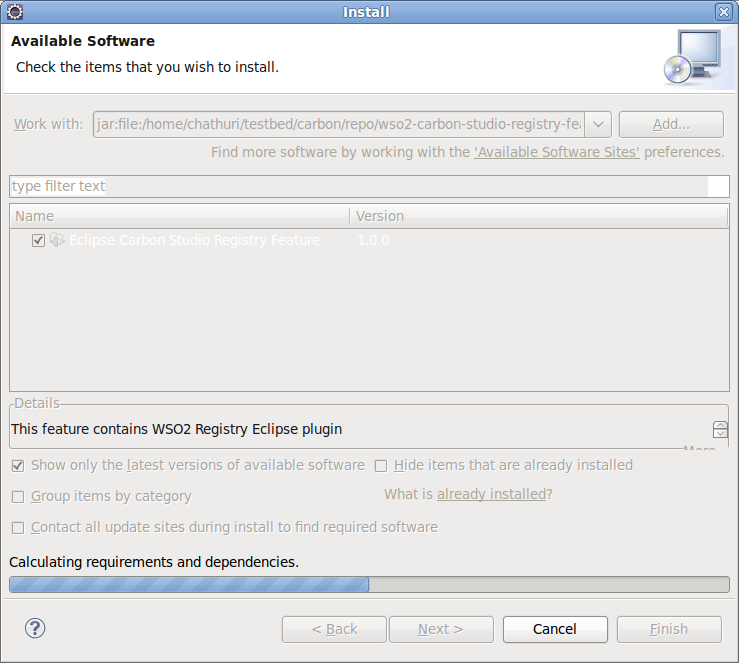 Install
Available Software
Check the items that you wish to install.
Work with: jar:file:/home/chathuri/testbed/carbon/repo/wso2-carbon-studio-registry-fea Add...
Find more software by working with the 'Available Software Sites' preferences.
type filter text
Name Version
Eclipse Carbon Studio Registry Feature 1.0.0
Details
This feature contains WSO2 Registry Eclipse plugin
More
Show only the latest versions of available software Hide items that are already installed
Group items by category What is already installed?
Contact all update sites during install to find required software
Calculating requirements and dependencies.
? < Back Next > Cancel Finish